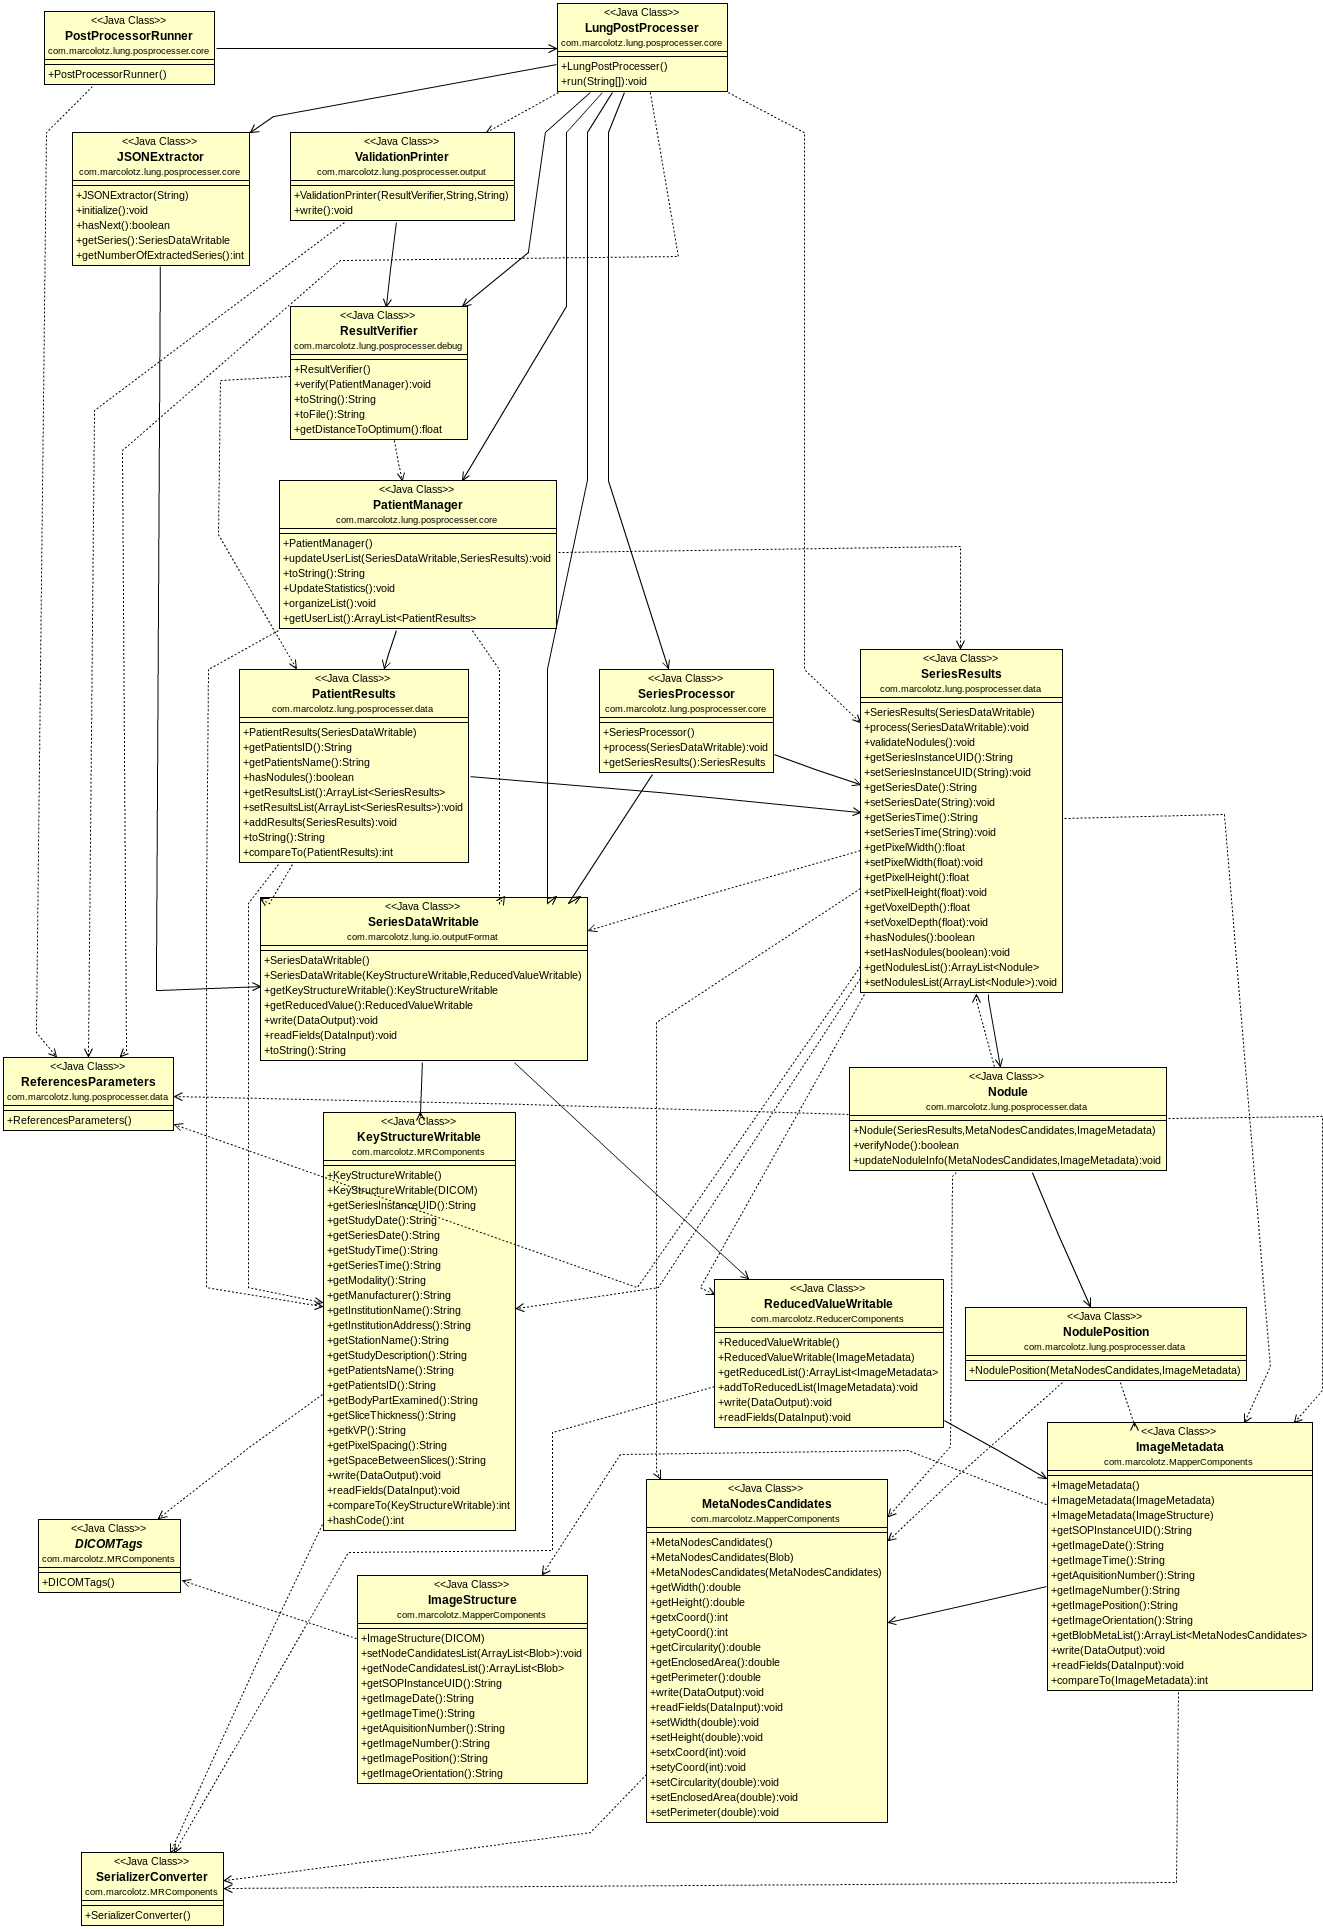 <<Java Class>>
PostProcessorRunner
com.marcolotz.lung.posprocesser.core
+PostProcessorRunner()
<<Java Class>>
LungPostProcesser
com.marcolotz.lung.posprocesser.core
+LungPostProcesser()
+run(String[]):void
<<Java Class>>
JSONExtractor
com.marcolotz.lung.posprocesser.core
+JSONExtractor(String)
+initialize():void
+hasNext():boolean
+getSeries():SeriesDataWritable
+getNumberOfExtractedSeries():int
<<Java Class>>
ValidationPrinter
com.marcolotz.lung.posprocesser.output
+ValidationPrinter(ResultVerifier,String,String)
+write():void
<<Java Class>>
ResultVerifier
com.marcolotz.lung.posprocesser.debug
+ResultVerifier()
+verify(PatientManager):void
+toString():String
+toFile():String
+getDistanceToOptimum():float
<<Java Class>>
PatientManager
com.marcolotz.lung.posprocesser.core
+PatientManager()
+updateUserList(SeriesDataWritable,SeriesResults):void
+toString():String
+UpdateStatistics():void
+organizeList():void
+getUserList():ArrayList<PatientResults>
<<Java Class>>
PatientResults
com.marcolotz.lung.posprocesser.data
+PatientResults(SeriesDataWritable)
+getPatientsID():String
+getPatientsName():String
+hasNodules():boolean
+getResultsList():ArrayList<SeriesResults>
+setResultsList(ArrayList<SeriesResults>):void
+addResults(SeriesResults):void
+toString():String
+compareTo(PatientResults):int
<<Java Class>>
SeriesProcessor
com.marcolotz.lung.posprocesser.core
+SeriesProcessor()
+process(SeriesDataWritable):void
+getSeriesResults():SeriesResults
<<Java Class>>
SeriesResults
com.marcolotz.lung.posprocesser.data
+SeriesResults(SeriesDataWritable)
+process(SeriesDataWritable):void
+validateNodules():void
+getSeriesInstanceUID():String
+setSeriesInstanceUID(String):void
+getSeriesDate():String
+setSeriesDate(String):void
+getSeriesTime():String
+setSeriesTime(String):void
+getPixelWidth():float
+setPixelWidth(float):void
+getPixelHeight():float
+setPixelHeight(float):void
+getVoxelDepth():float
+setVoxelDepth(float):void
+hasNodules():boolean
+setHasNodules(boolean):void
+getNodulesList():ArrayList<Nodule>
+setNodulesList(ArrayList<Nodule>):void
<<Java Class>>
SeriesDataWritable
com.marcolotz.lung.io.outputFormat
+SeriesDataWritable()
+SeriesDataWritable(KeyStructureWritable,ReducedValueWritable)
+getKeyStructureWritable():KeyStructureWritable
+getReducedValue():ReducedValueWritable
+write(DataOutput):void
+readFields(DataInput):void
+toString():String
<<Java Class>>
ReferencesParameters
com.marcolotz.lung.posprocesser.data
+ReferencesParameters()
<<Java Class>>
Nodule
com.marcolotz.lung.posprocesser.data
+Nodule(SeriesResults,MetaNodesCandidates,ImageMetadata)
+verifyNode():boolean
+updateNoduleInfo(MetaNodesCandidates,ImageMetadata):void
<<Java Class>>
KeyStructureWritable
com.marcolotz.MRComponents
+KeyStructureWritable()
+KeyStructureWritable(DICOM)
+getSeriesInstanceUID():String
+getStudyDate():String
+getSeriesDate():String
+getStudyTime():String
+getSeriesTime():String
+getModality():String
+getManufacturer():String
+getInstitutionName():String
+getInstitutionAddress():String
+getStationName():String
+getStudyDescription():String
+getPatientsName():String
+getPatientsID():String
+getBodyPartExamined():String
+getSliceThickness():String
+getkVP():String
+getPixelSpacing():String
+getSpaceBetweenSlices():String
+write(DataOutput):void
+readFields(DataInput):void
+compareTo(KeyStructureWritable):int
+hashCode():int
<<Java Class>>
ReducedValueWritable
com.marcolotz.ReducerComponents
+ReducedValueWritable()
+ReducedValueWritable(ImageMetadata)
+getReducedList():ArrayList<ImageMetadata>
+addToReducedList(ImageMetadata):void
+write(DataOutput):void
+readFields(DataInput):void
<<Java Class>>
NodulePosition
com.marcolotz.lung.posprocesser.data
+NodulePosition(MetaNodesCandidates,ImageMetadata)
<<Java Class>>
ImageMetadata
com.marcolotz.MapperComponents
+ImageMetadata()
+ImageMetadata(ImageMetadata)
+ImageMetadata(ImageStructure)
+getSOPInstanceUID():String
+getImageDate():String
+getImageTime():String
+getAquisitionNumber():String
+getImageNumber():String
+getImagePosition():String
+getImageOrientation():String
+getBlobMetaList():ArrayList<MetaNodesCandidates>
+write(DataOutput):void
+readFields(DataInput):void
+compareTo(ImageMetadata):int
<<Java Class>>
MetaNodesCandidates
com.marcolotz.MapperComponents
+MetaNodesCandidates()
+MetaNodesCandidates(Blob)
+MetaNodesCandidates(MetaNodesCandidates)
+getWidth():double
+getHeight():double
+getxCoord():int
+getyCoord():int
+getCircularity():double
+getEnclosedArea():double
+getPerimeter():double
+write(DataOutput):void
+readFields(DataInput):void
+setWidth(double):void
+setHeight(double):void
+setxCoord(int):void
+setyCoord(int):void
+setCircularity(double):void
+setEnclosedArea(double):void
+setPerimeter(double):void
<<Java Class>>
DICOMTags
com.marcolotz.MRComponents
+DICOMTags()
<<Java Class>>
ImageStructure
com.marcolotz.MapperComponents
+ImageStructure(DICOM)
+setNodeCandidatesList(ArrayList<Blob>):void
+getNodeCandidatesList():ArrayList<Blob>
+getSOPInstanceUID():String
+getImageDate():String
+getImageTime():String
+getAquisitionNumber():String
+getImageNumber():String
+getImagePosition():String
+getImageOrientation():String
<<Java Class>>
SerializerConverter
com.marcolotz.MRComponents
+SerializerConverter()